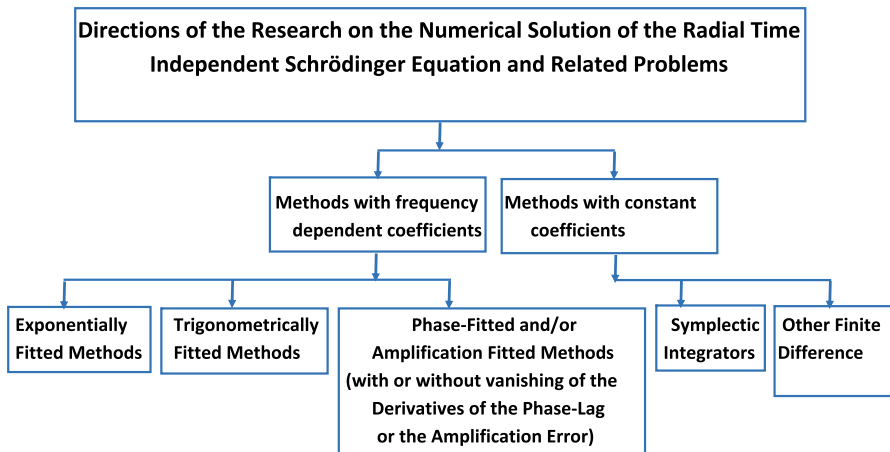 Directions of the Research on the Numerical Solution of the Radial Time
Independent Schrödinger Equation and Related Problems
Methods with frequency
dependent coefficients
Methods with constant
coefficients
Exponentially
Fitted Methods
Trigonometrically
Fitted Methods
Phase-Fitted and/or
Amplification Fitted Methods
(with or without vanishing of the
Derivatives of the Phase-Lag
or the Amplification Error)
Symplectic
Integrators
Other Finite
Difference